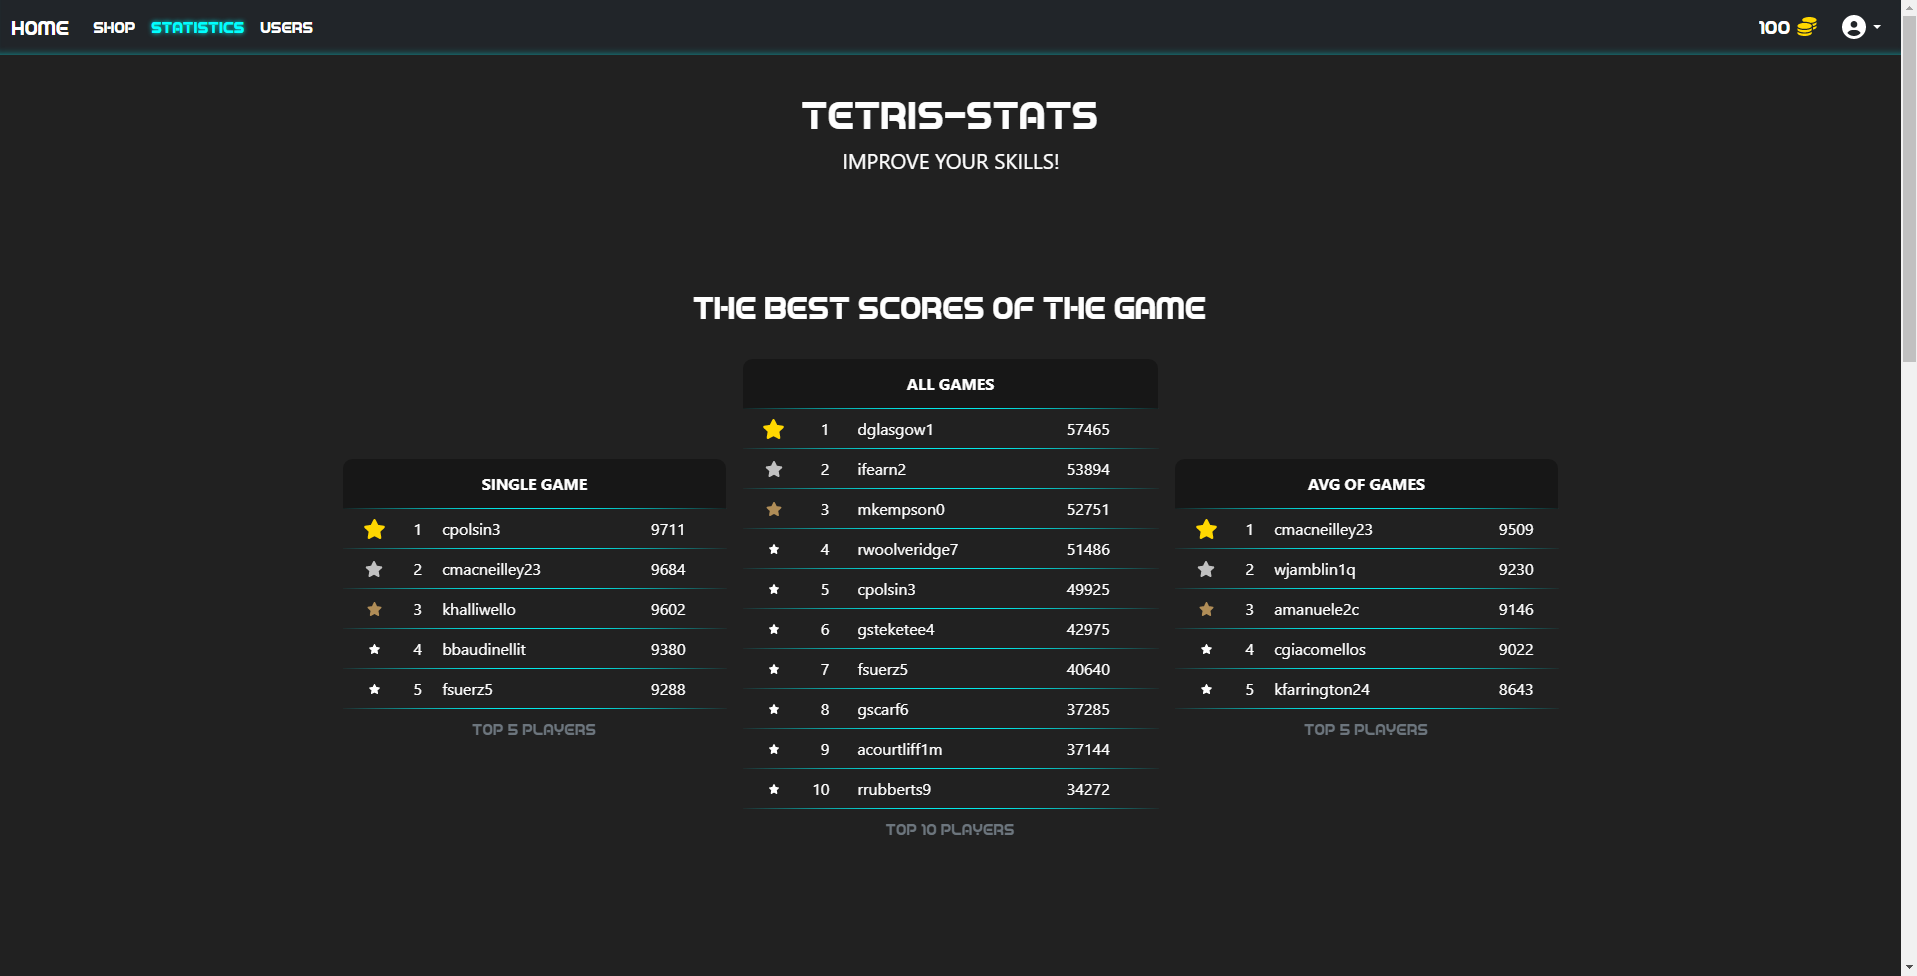 HOME SHOP STATISTICS USERS 100
TETRIS-STATS
IMPROVE YOUR SKILLS!
THE BEST SCORES OF THE GAME
SINGLE GAME
1 cpolsin3 9711
2 cmacneilley23 9684
3 khalliwello 9602
4 bbaudinellit 9380
5 fsuerz5 9288
TOP 5 PLAYERS
ALL GAMES
1 dglasgow1 57465
2 ifearn2 53894
3 mkempson0 52751
4 rwoolveridge7 51486
5 cpolsin3 49925
6 gsteketee4 42975
7 fsuerz5 40640
8 gscarf6 37285
9 acourtliff1m 37144
10 rrubberts9 34272
TOP 10 PLAYERS
AVG OF GAMES
1 cmacneilley23 9509
2 wjamblin1q 9230
3 amanuele2c 9146
4 cgiacomellos 9022
5 kfarrington24 8643
TOP 5 PLAYERS